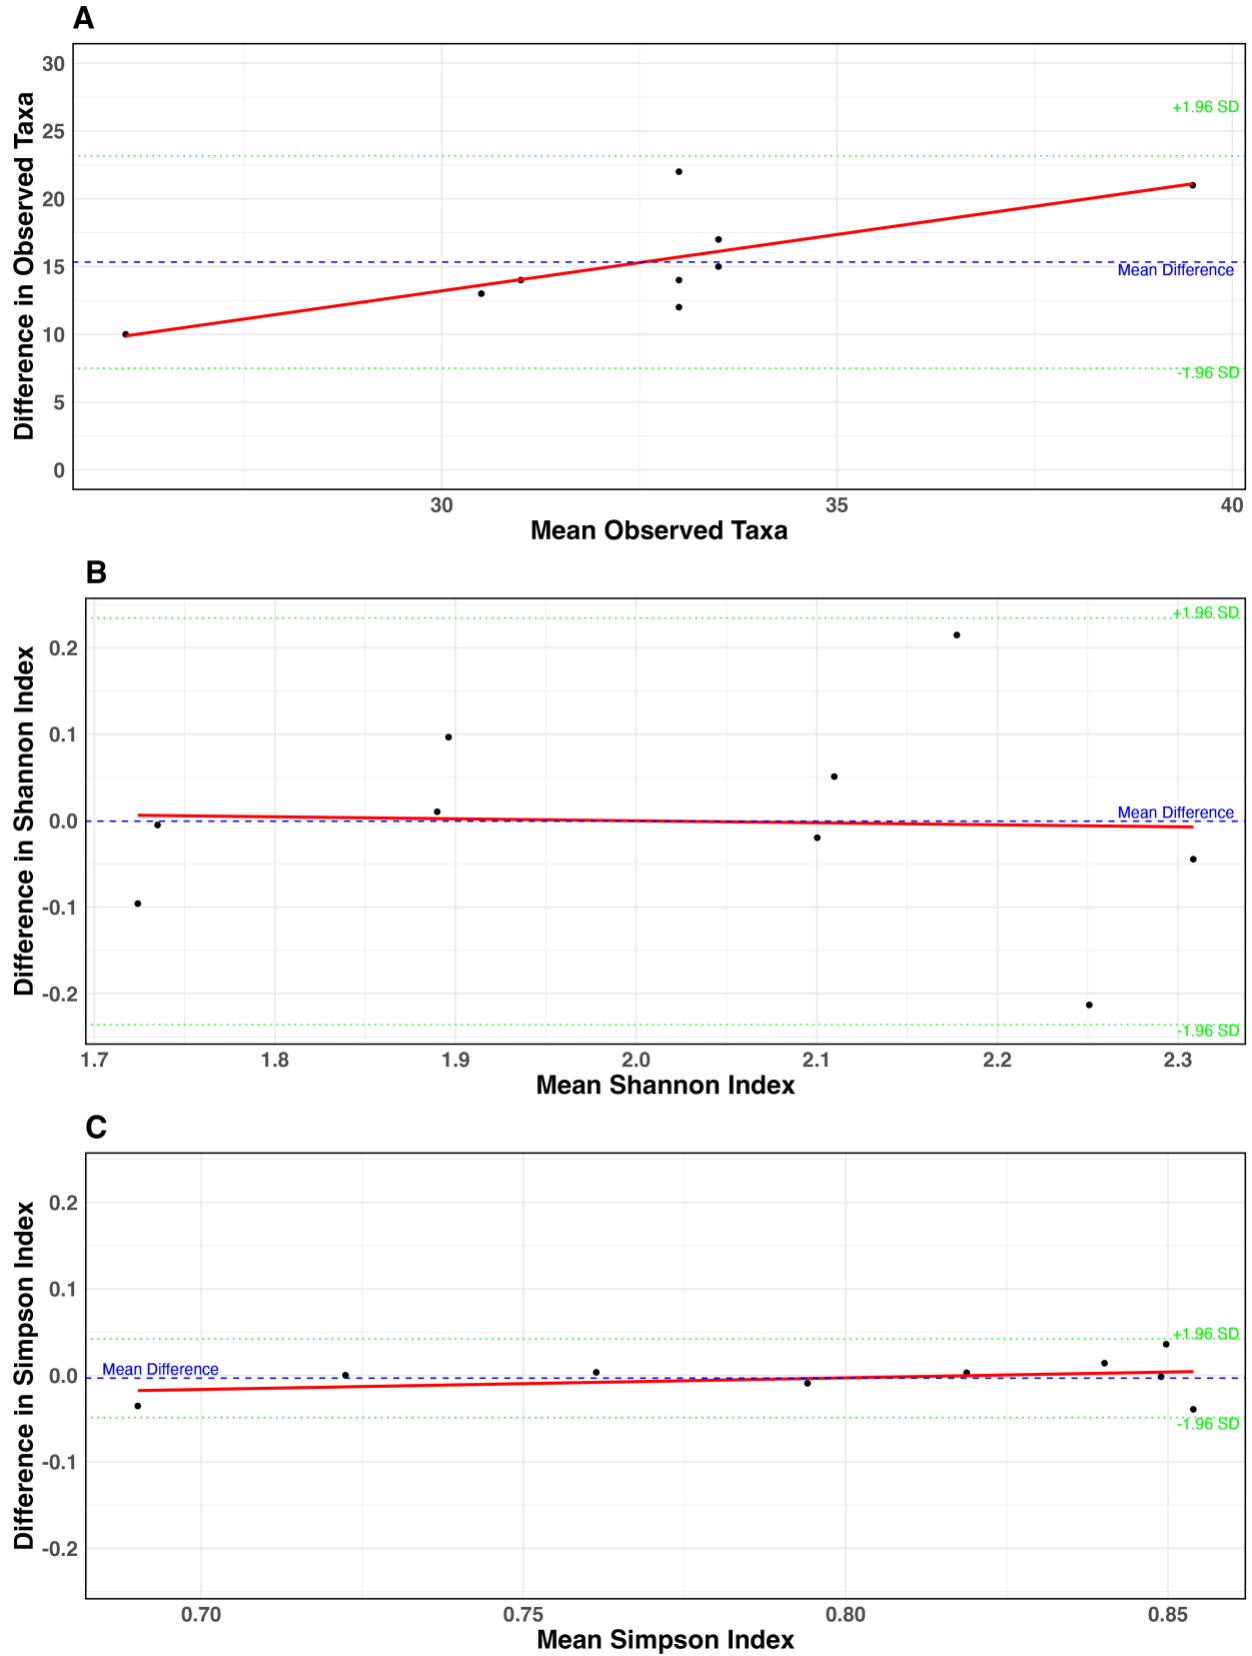 A
Difference in Observed Taxa
30
25
20
15
10
5
0
+1.96 SD
Mean Difference
-1.96 SD
30 35 40
Mean Observed Taxa
B
Difference in Shannon Index
0.2
0.1
0.0
-0.1
-0.2
+1.96 SD
Mean Difference
-1.96 SD
1.7 1.8 1.9 2.0 2.1 2.2 2.3
Mean Shannon Index
C
Difference in Simpson Index
0.2
0.1
0.0
-0.1
-0.2
+1.96 SD
Mean Difference
-1.96 SD
0.70 0.75 0.80 0.85
Mean Simpson Index